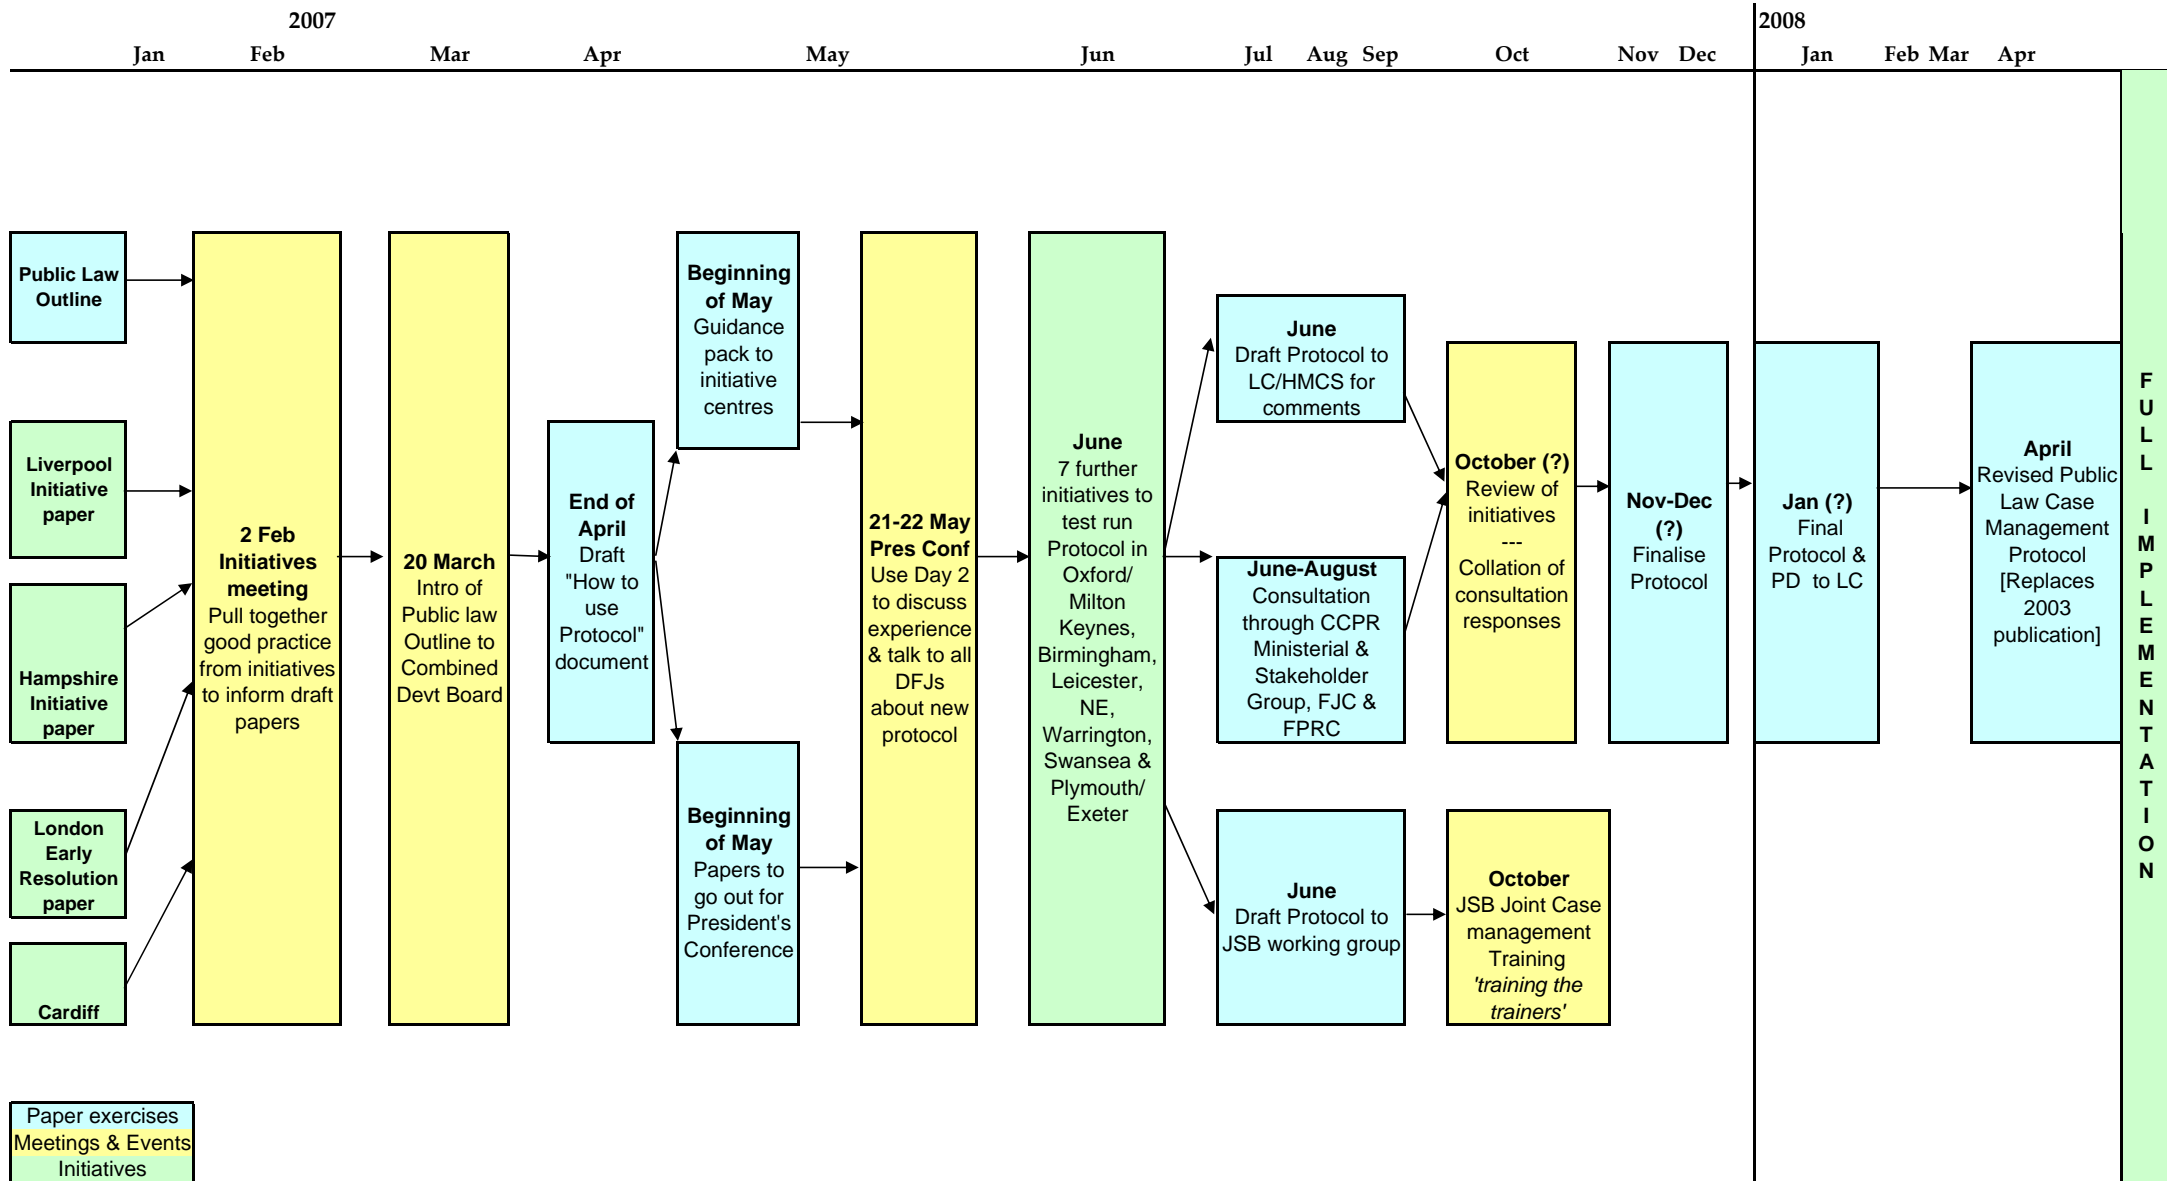 2007
2008
Jan Feb Mar Apr May Jun Jul Aug Sep Oct Nov Dec Jan Feb Mar Apr
Public Law
Outline
Liverpool
Initiative
paper
Hampshire
Initiative
paper
London
Early
Resolution
paper
Cardiff
2 Feb
Initiatives
meeting
Pull together
good practice
from initiatives
to inform draft
papers
20 March
Intro of
Public law
Outline to
Combined
Devt Board
End of
April
Draft
"How to
use
Protocol"
document
Beginning
of May
Guidance
pack to
initiative
centres
Beginning
of May
Papers to
go out for
President's
Conference
21-22 May
Pres Conf
Use Day 2
to discuss
experience
& talk to all
DFJs
about new
protocol
June
7 further
initiatives to
test run
Protocol in
Oxford/
Milton
Keynes,
Birmingham,
Leicester,
NE,
Warrington,
Swansea &
Plymouth/
Exeter
June
Draft Protocol to
LC/HMCS for
comments
June-August
Consultation
through CCPR
Ministerial &
Stakeholder
Group, FJC &
FPRC
June
Draft Protocol to
JSB working group
October (?)
Review of
initiatives
---
Collation of
consultation
responses
October
JSB Joint Case
management
Training
'training the
trainers'
Nov-Dec
(?)
Finalise
Protocol
Jan (?)
Final
Protocol &
PD to LC
April
Revised Public
Law Case
Management
Protocol
[Replaces
2003
publication]
F
U
L
L
I
M
P
L
E
M
E
N
T
A
T
I
O
N
Paper exercises
Meetings & Events
Initiatives